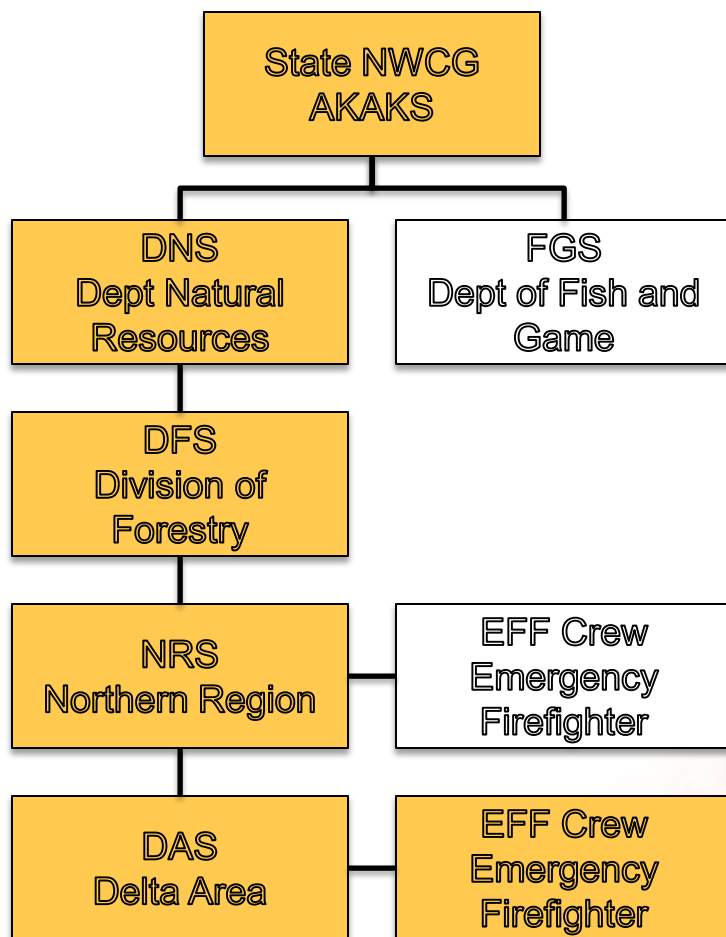 State NWCG
AKAKS
DNS
Dept Natural
Resources
FGS
Dept of Fish and
Game
DFS
Division of
Forestry
NRS
Northern Region
EFF Crew
Emergency
Firefighter
DAS
Delta Area
EFF Crew
Emergency
Firefighter